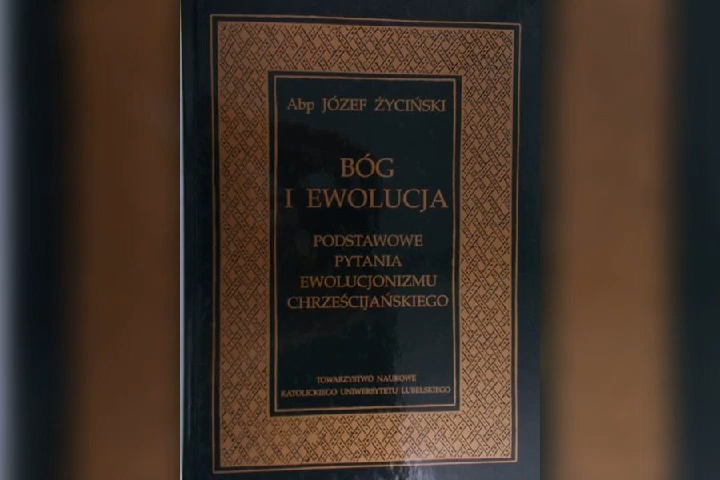 Abp JÓZEF ŻYCIŃSKI
BÓG
I EWOLUCJA
PODSTAWOWE
PYTANIA
EWOLUCJONIZMU
CHRZEŚCIJAŃSKIEGO
TOWARZYSTWO NAUKOWE
KATOLICKIEGO UNIWERSYTETU LUBELSKIEGO